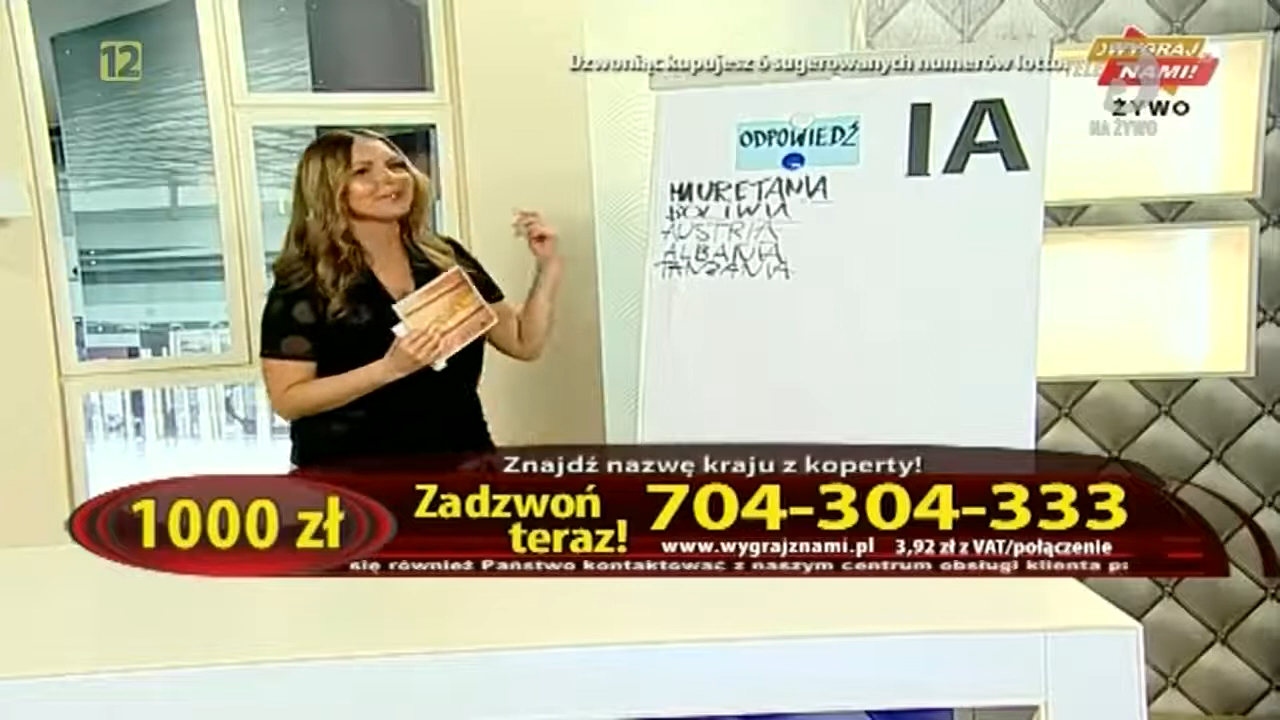 12
Dzwoniąc kupujesz 6 sugerowanych numerów lotto
WYGRAJ
NAMI!
ŻYWO
NA ŻYWO
IA
ODPOWIEDŹ
MAURETANIA
BOLIWIA
AUSTRIA
ALBANIA
TANZANIA
Znajdź nazwę kraju z koperty!
1000 zł
Zadzwoń
teraz!
704-304-333
www.wygrajznami.pl 3,92 zł z VAT/połączenie
się również Państwo kontaktować z naszym centrum obsługi klienta